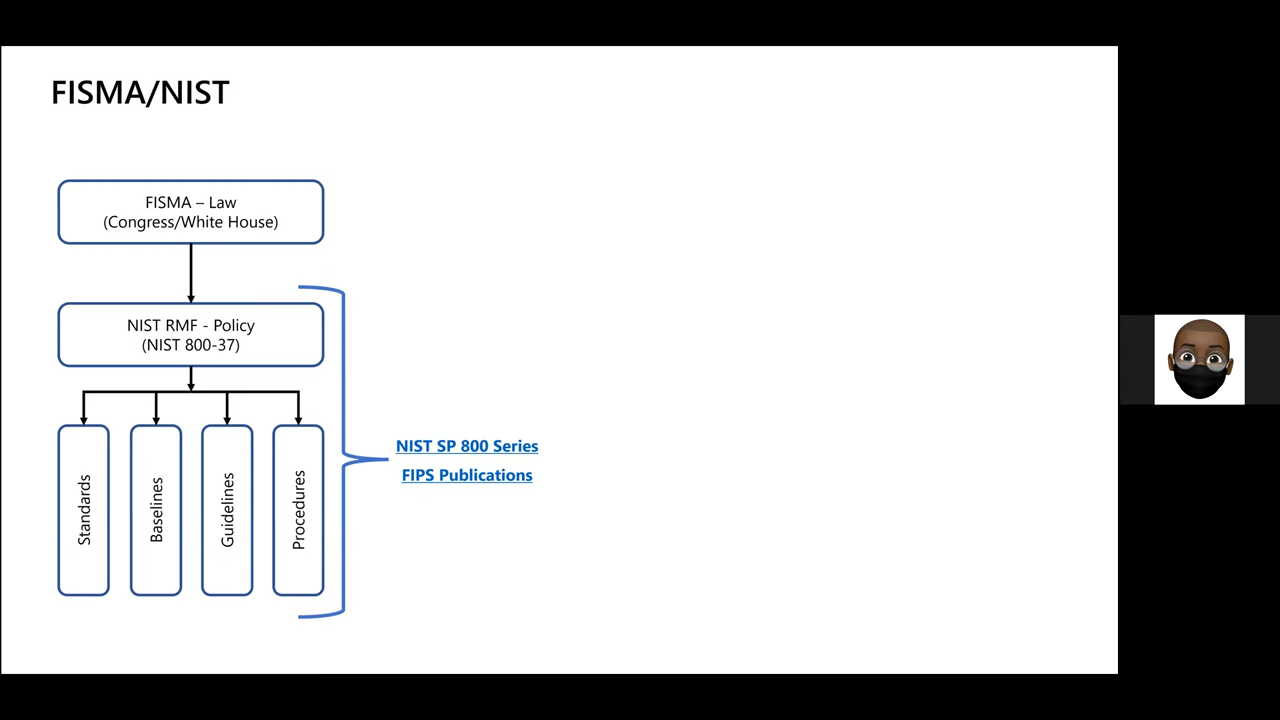 FISMA/NIST
FISMA – Law
(Congress/White House)
NIST RMF - Policy
(NIST 800-37)
Standards
Baselines
Guidelines
Procedures
NIST SP 800 Series
FIPS Publications